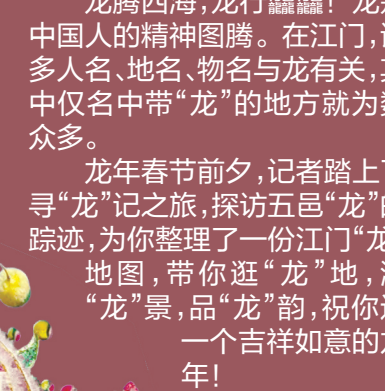 龙腾四海，龙行龘龘！龙
中国人的精神图腾。在江门，
多人名、地名、物名与龙有关，
中仅名中带“龙”的地方就为
众多。
龙年春节前夕，记者踏上
寻“龙”记之旅，探访五邑“龙”
踪迹，为你整理了一份江门“龙
地图，带你逛“龙”地，
“龙”景，品“龙”韵，祝你
一个吉祥如意的
年！